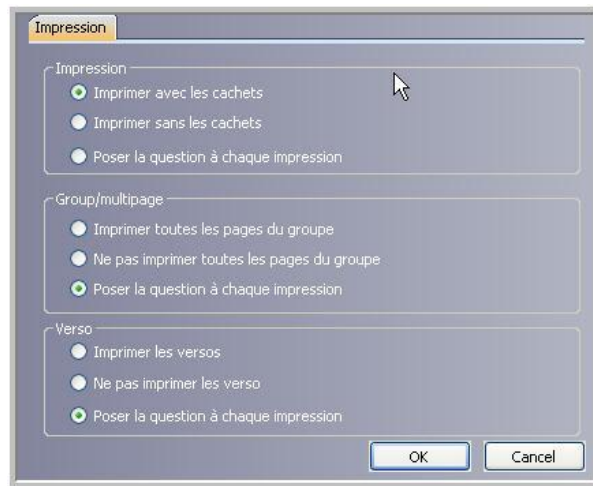 Impression
Impression
Imprimer avec les cachets
Imprimer sans les cachets
Poser la question à chaque impression
Group/multipage
Imprimer toutes les pages du groupe
Ne pas imprimer toutes les pages du groupe
Poser la question à chaque impression
Verso
Imprimer les versos
Ne pas imprimer les verso
Poser la question à chaque impression
OK Cancel